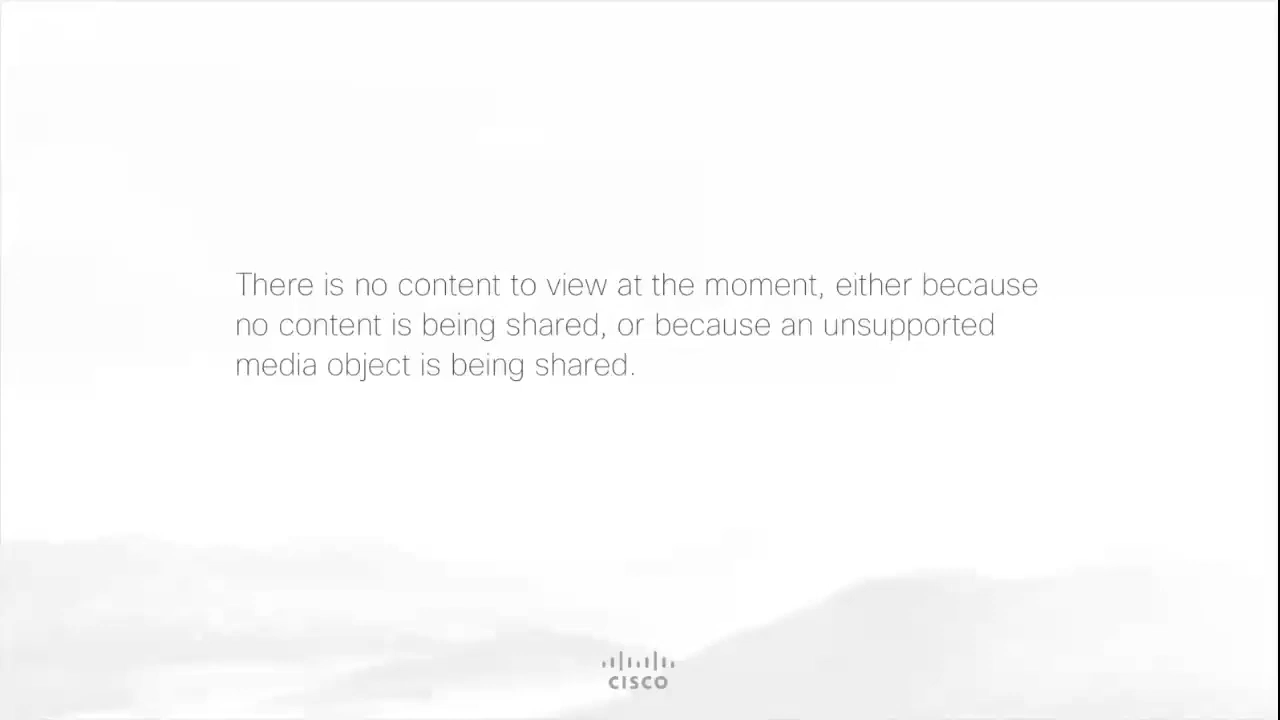 There is no content to view at the moment, either because
no content is being shared, or because an unsupported
media object is being shared.
CISCO